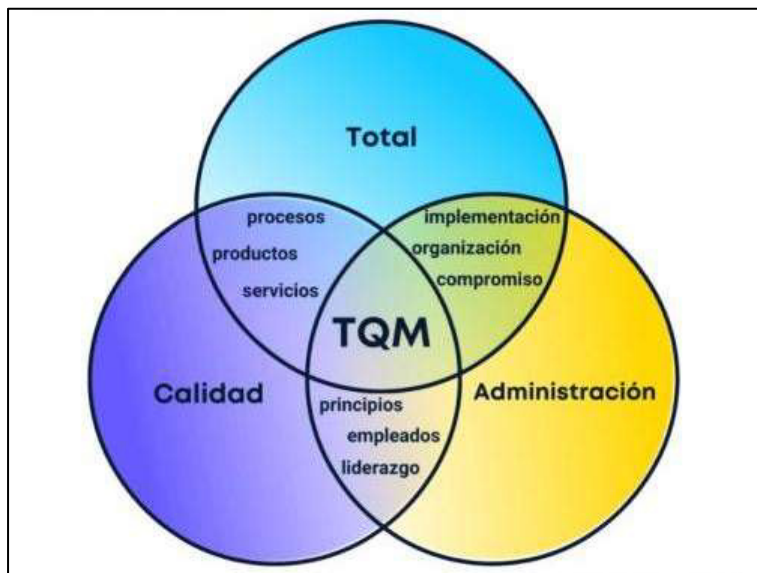 Total
procesos
productos
servicios
implementación
organización
compromiso
TQM
Calidad
Administración
principios
empleados
liderazgo